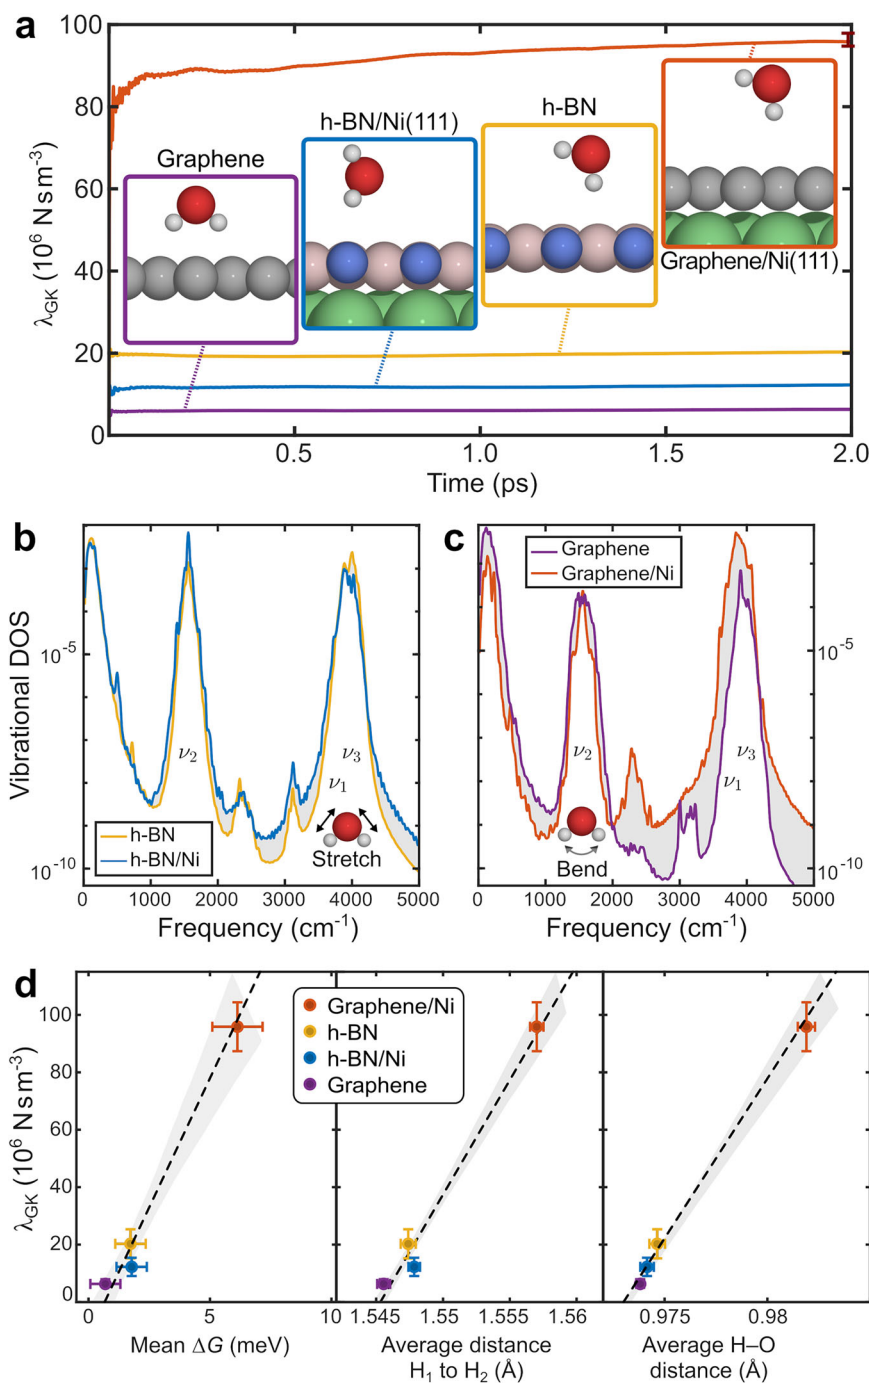 a
100
80
60
40
20
0
λGK (10⁶ N s m⁻³)
Graphene
h-BN/Ni(111)
h-BN
Graphene/Ni(111)
0.5
1.0
1.5
2.0
Time (ps)
b
Vibrational DOS
10⁻⁵
10⁻¹⁰
ν₂
ν₃
ν₁
h-BN
h-BN/Ni
Stretch
0
1000
2000
3000
4000
5000
Frequency (cm⁻¹)
c
Graphene
Graphene/Ni
10⁻⁵
10⁻¹⁰
ν₂
ν₃
ν₁
Bend
0
1000
2000
3000
4000
5000
Frequency (cm⁻¹)
d
λGK (10⁶ N s m⁻³)
100
80
60
40
20
0
Graphene/Ni
h-BN
h-BN/Ni
Graphene
0
5
10
Mean ΔG (meV)
1.545
1.55
1.555
1.56
Average distance
H₁ to H₂ (Å)
0.975
0.98
Average H–O
distance (Å)